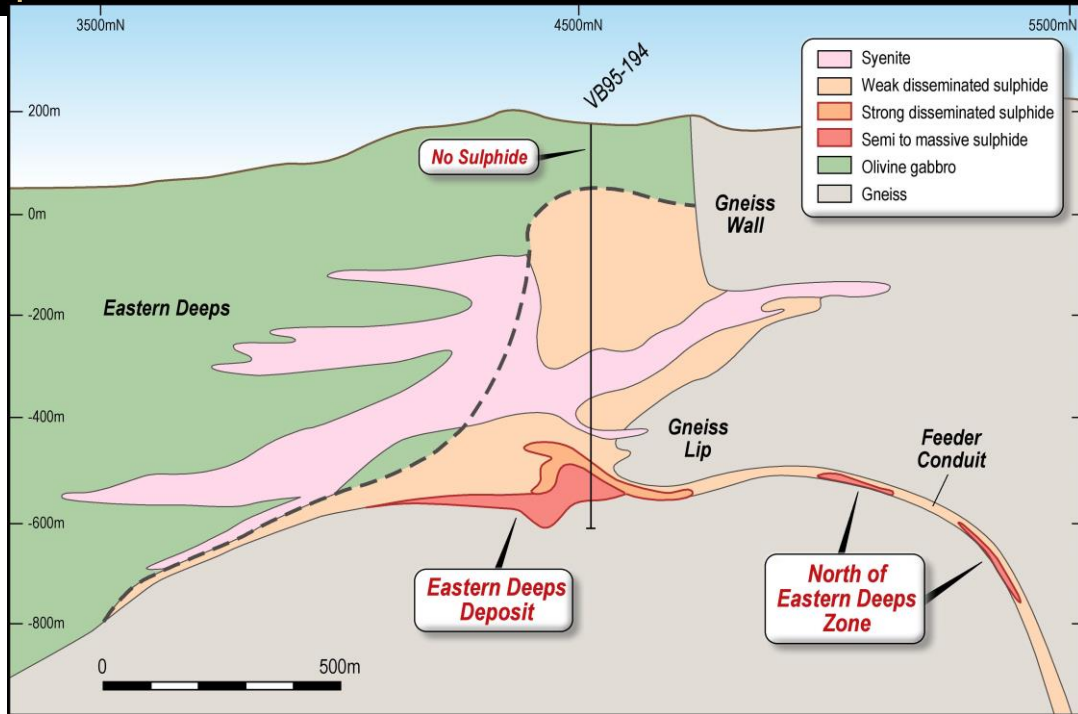 3500mN
4500mN
5500mN
VB95-194
Syenite
Weak disseminated sulphide
Strong disseminated sulphide
Semi to massive sulphide
Olivine gabbro
Gneiss
200m
0m
-200m
-400m
-600m
-800m
No Sulphide
Gneiss
Wall
Eastern Deeps
Gneiss
Lip
Feeder
Conduit
Eastern Deeps
Deposit
North of
Eastern Deeps
Zone
0
500m